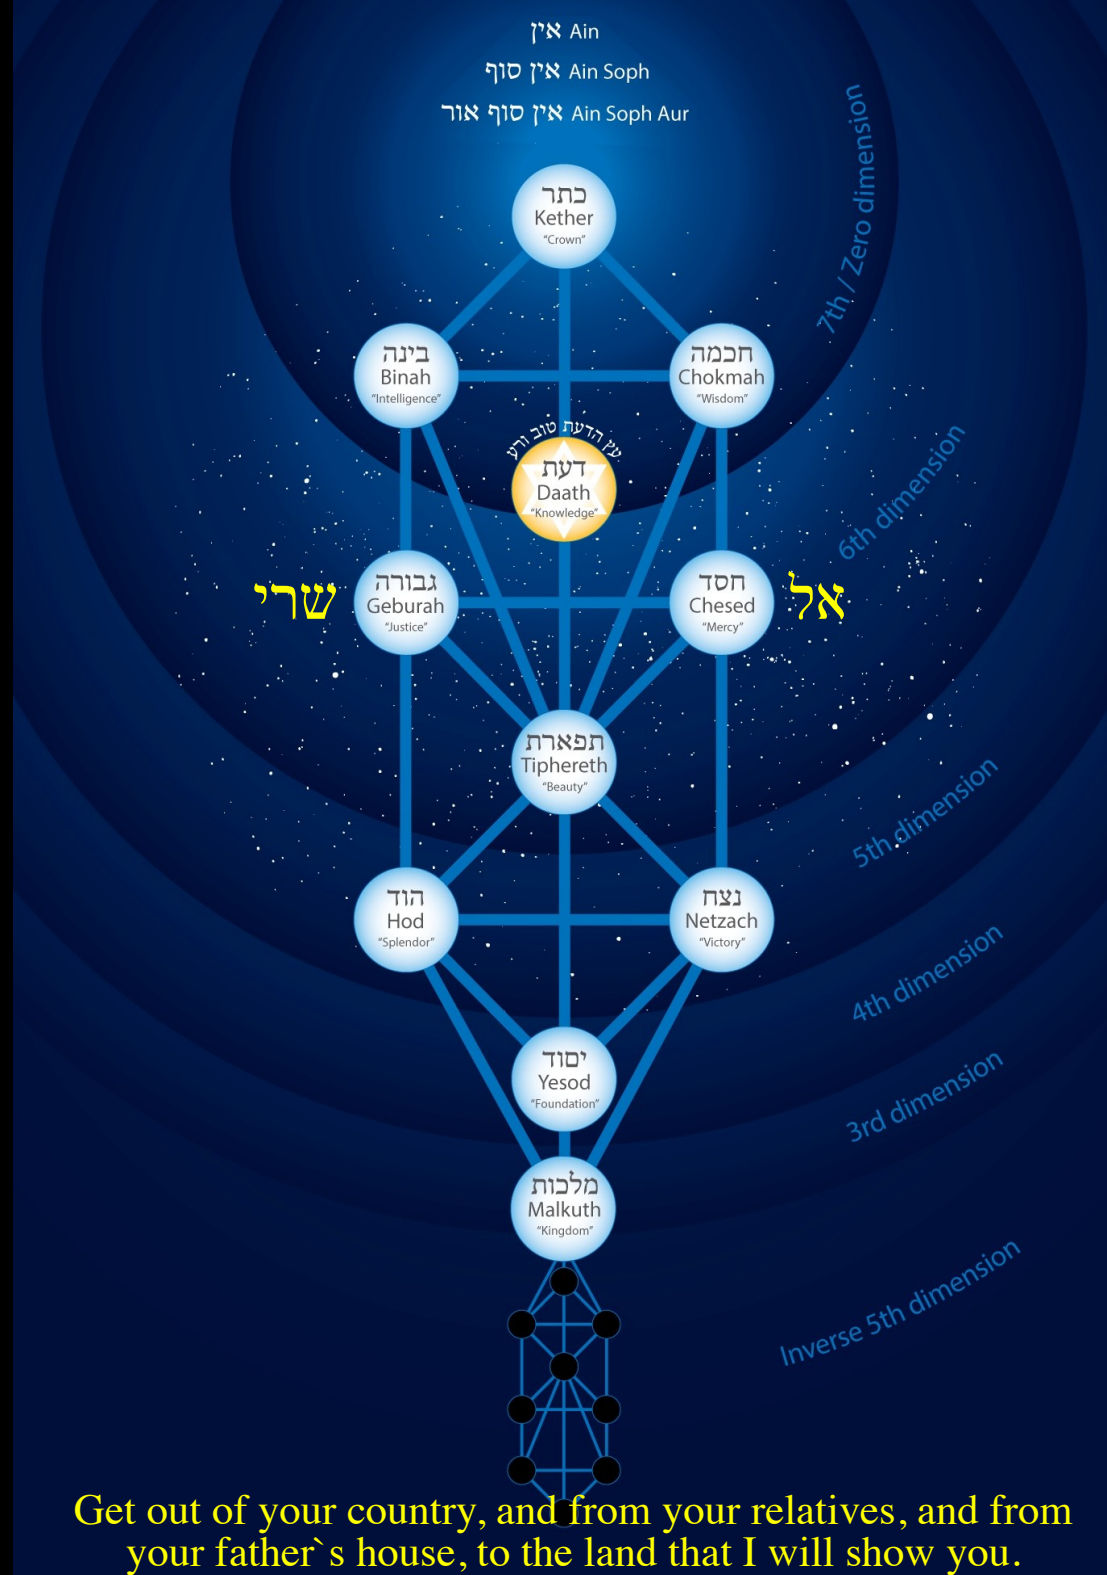 אין Ain
אין סוף Ain Soph
אין סוף אור Ain Soph Aur
7th / Zero dimension
כתר
Kether
"Crown"
בינה
Binah
"Intelligence"
חכמה
Chokmah
"Wisdom"
עץ הדעת טוב ורע
דעת
Daath
"Knowledge"
6th dimension
שרי
גבורה
Geburah
"Justice"
חסד
Chesed
"Mercy"
אל
תפארת
Tiphereth
"Beauty"
5th dimension
הוד
Hod
"Splendor"
נצח
Netzach
"Victory"
4th dimension
יסוד
Yesod
"Foundation"
3rd dimension
מלכות
Malkuth
"Kingdom"
Inverse 5th dimension
Get out of your country, and from your relatives, and from
your father`s house, to the land that I will show you.